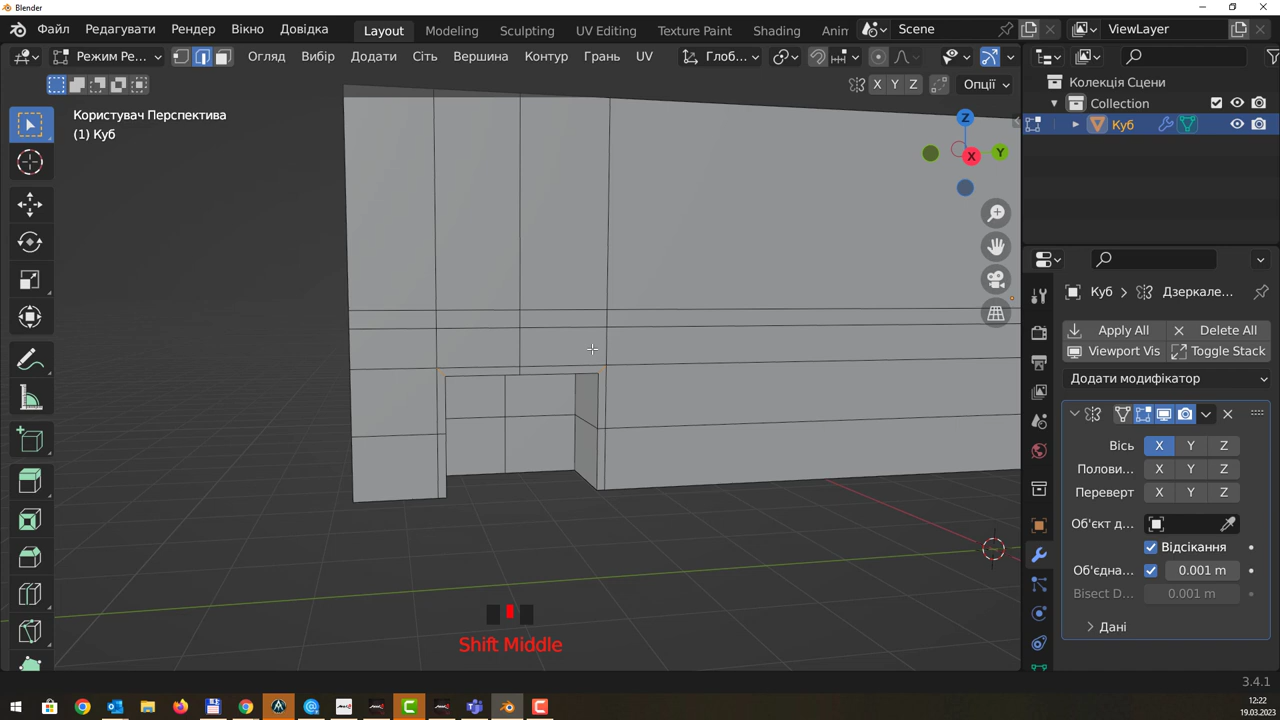 Blender
Файл Редагувати Рендер Вікно Довідка Layout Modeling Sculpting UV Editing Texture Paint Shading Anin Scene ViewLayer
Режим Ре... Огляд Вибір Додати Сіть Вершина Контур Грань UV Глоб...
X Y Z Опції
Користувач Перспектива
(1) Куб
Z
X
Y
Колекція Сцени
Collection
Куб
Куб Дзеркале...
Apply All Delete All
Viewport Vis Toggle Stack
Додати модифікатор
Вісь X Y Z
Полови... X Y Z
Переверт X Y Z
Об'єкт д...
Відсікання
Об'єдна... 0.001 m
Bisect D... 0.001 m
Дані
Shift Middle
3.4.1
12:22
19.03.2023